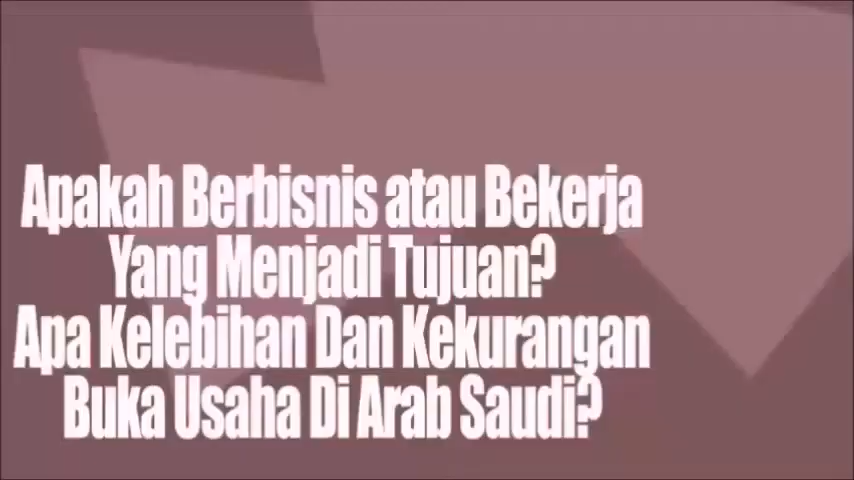 Apakah Berbisnis atau Bekerja
Yang Menjadi Tujuan?
Apa Kelebihan Dan Kekurangan
Buka Usaha Di Arab Saudi?